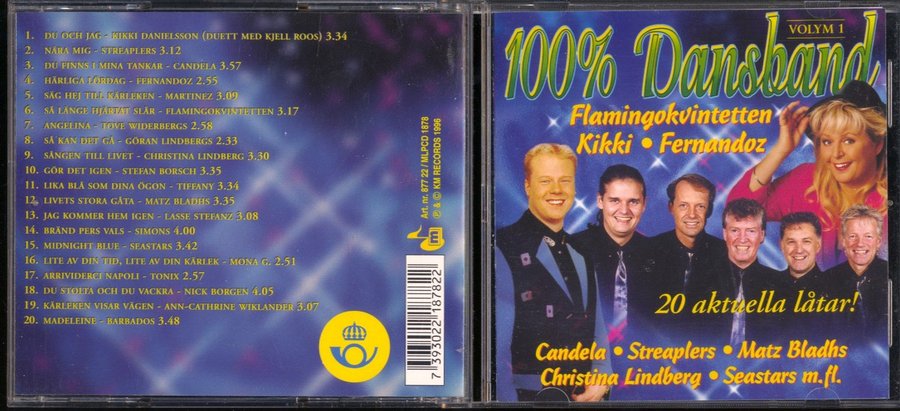 1. DU OCH JAG - KIKKI DANIELSSON (DUETT MED KJELL ROOS) 3.34
2. NÄRA MIG - STREAPLERS 3.12
3. DU FINNS I MINA TANKAR - CANDELA 3.57
4. HÄRLIGA LÖRDAG - FERNANDOZ 2.55
5. SÄG HEJ TILL KÄRLEKEN - MARTINEZ 3.09
6. SÅ LÄNGE HJÄRTAT SLÅR - FLAMINGOKVINTETTEN 3.17
7. ANGELINA - TOVE WIDERBERGS 2.58
8. SÅ KAN DET GÅ - GÖRAN LINDBERGS 2.33
9. SÅNGEN TILL LIVET - CHRISTINA LINDBERG 3.30
10. GÖR DET IGEN - STEFAN BORSCH 3.35
11. LIKA BLÅ SOM DINA ÖGON - TIFFANY 3.34
12. LIVETS STORA GÅTA - MATZ BLADHS 3.35
13. JAG KOMMER HEM IGEN - LASSE STEFANZ 3.08
14. BRÄND PERS VALS - SIMONS 4.00
15. MIDNIGHT BLUE - SEASTARS 3.42
16. LITE AV DIN TID, LITE AV DIN KÄRLEK - MONA G. 2.51
17. ARRIVIDERCI NAPOLI - TONIX 2.57
18. DU STOLTA OCH DU VACKRA - NICK BORGEN 4.05
19. KÄRLEKEN VISAR VÄGEN - ANN-CATHRINE WIKLANDER 3.07
20. MADELEINE - BARBADOS 3.48
Art. nr. 877 22 / MLPCD 1878
℗ & © KM RECORDS 1996
km
7 393022 187822
VOLYM 1
100% Dansband
Flamingokvintetten
Kikki • Fernandoz
20 aktuella låtar!
Candela • Streaplers • Matz Bladhs
Christina Lindberg • Seastars m.fl.